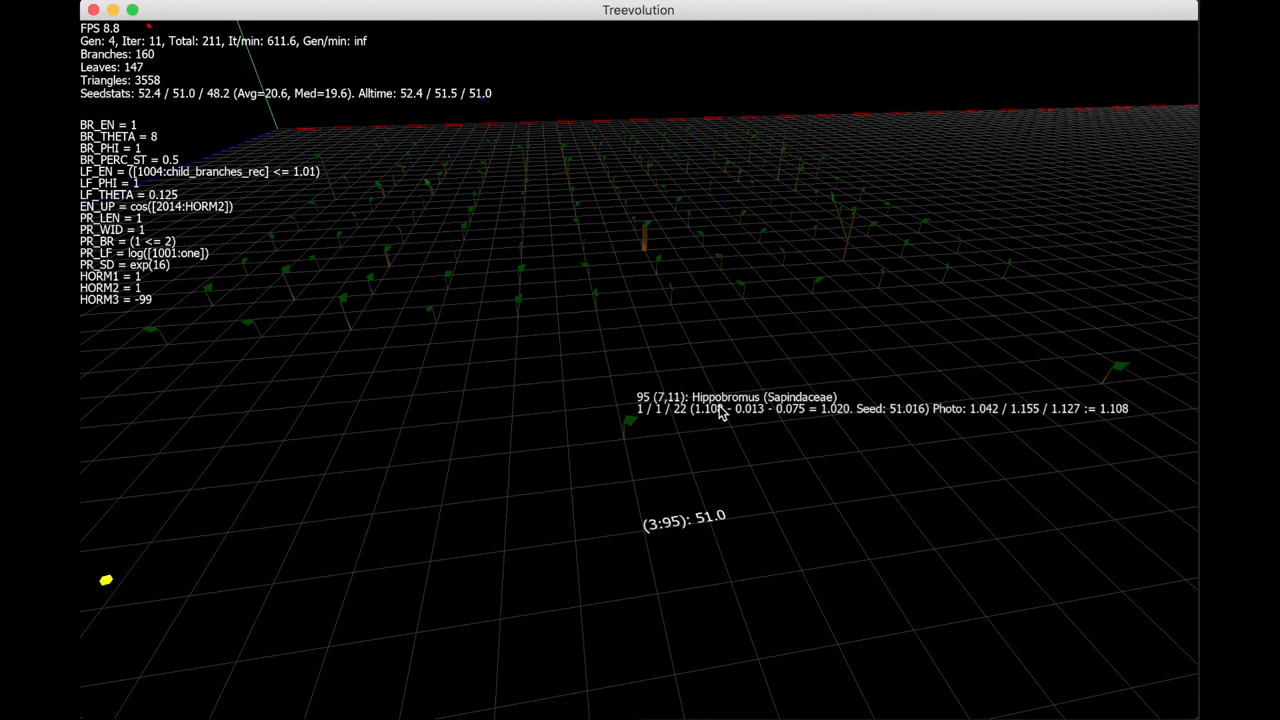 Treevolution
FPS 8.8
Gen: 4, Iter: 11, Total: 211, It/min: 611.6, Gen/min: inf
Branches: 160
Leaves: 147
Triangles: 3558
Seedstats: 52.4 / 51.0 / 48.2 (Avg=20.6, Med=19.6). Alltime: 52.4 / 51.5 / 51.0
BR_EN = 1
BR_THETA = 8
BR_PHI = 1
BR_PERC_ST = 0.5
LF_EN = ([1004:child_branches_rec] <= 1.01)
LF_PHI = 1
LF_THETA = 0.125
EN_UP = cos([2014:HORM2])
PR_LEN = 1
PR_WID = 1
PR_BR = (1 <= 2)
PR_LF = log([1001:one])
PR_SD = exp(16)
HORM1 = 1
HORM2 = 1
HORM3 = -99
95 (7,11): Hippobromus (Sapindaceae)
1 / 1 / 22 (1.108 - 0.013 - 0.075 = 1.020. Seed: 51.016) Photo: 1.042 / 1.155 / 1.127 := 1.108
(3:95): 51.0